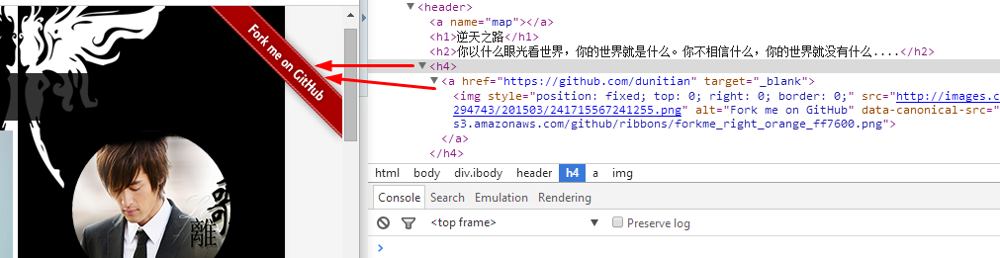 Fork me on GitHub
離
歌
▼<header>
<a name="map"></a>
<h1>逆天之路</h1>
<h2>你以什么眼光看世界，你的世界就是什么。你不相信什么，你的世界就没有什么....</h2>
▼<h4>
▼<a href="https://github.com/dunitian" target="_blank">
<img style="position: fixed; top: 0; right: 0; border: 0;" src="http://images.c
294743/201503/241715567241255.png" alt="Fork me on GitHub" data-canonical-src="
s3.amazonaws.com/github/ribbons/forkme_right_orange_ff7600.png">
</a>
</h4>
html body div.ibody header h4 a img
Console Search Emulation Rendering
<top frame> ▼ Preserve log
>